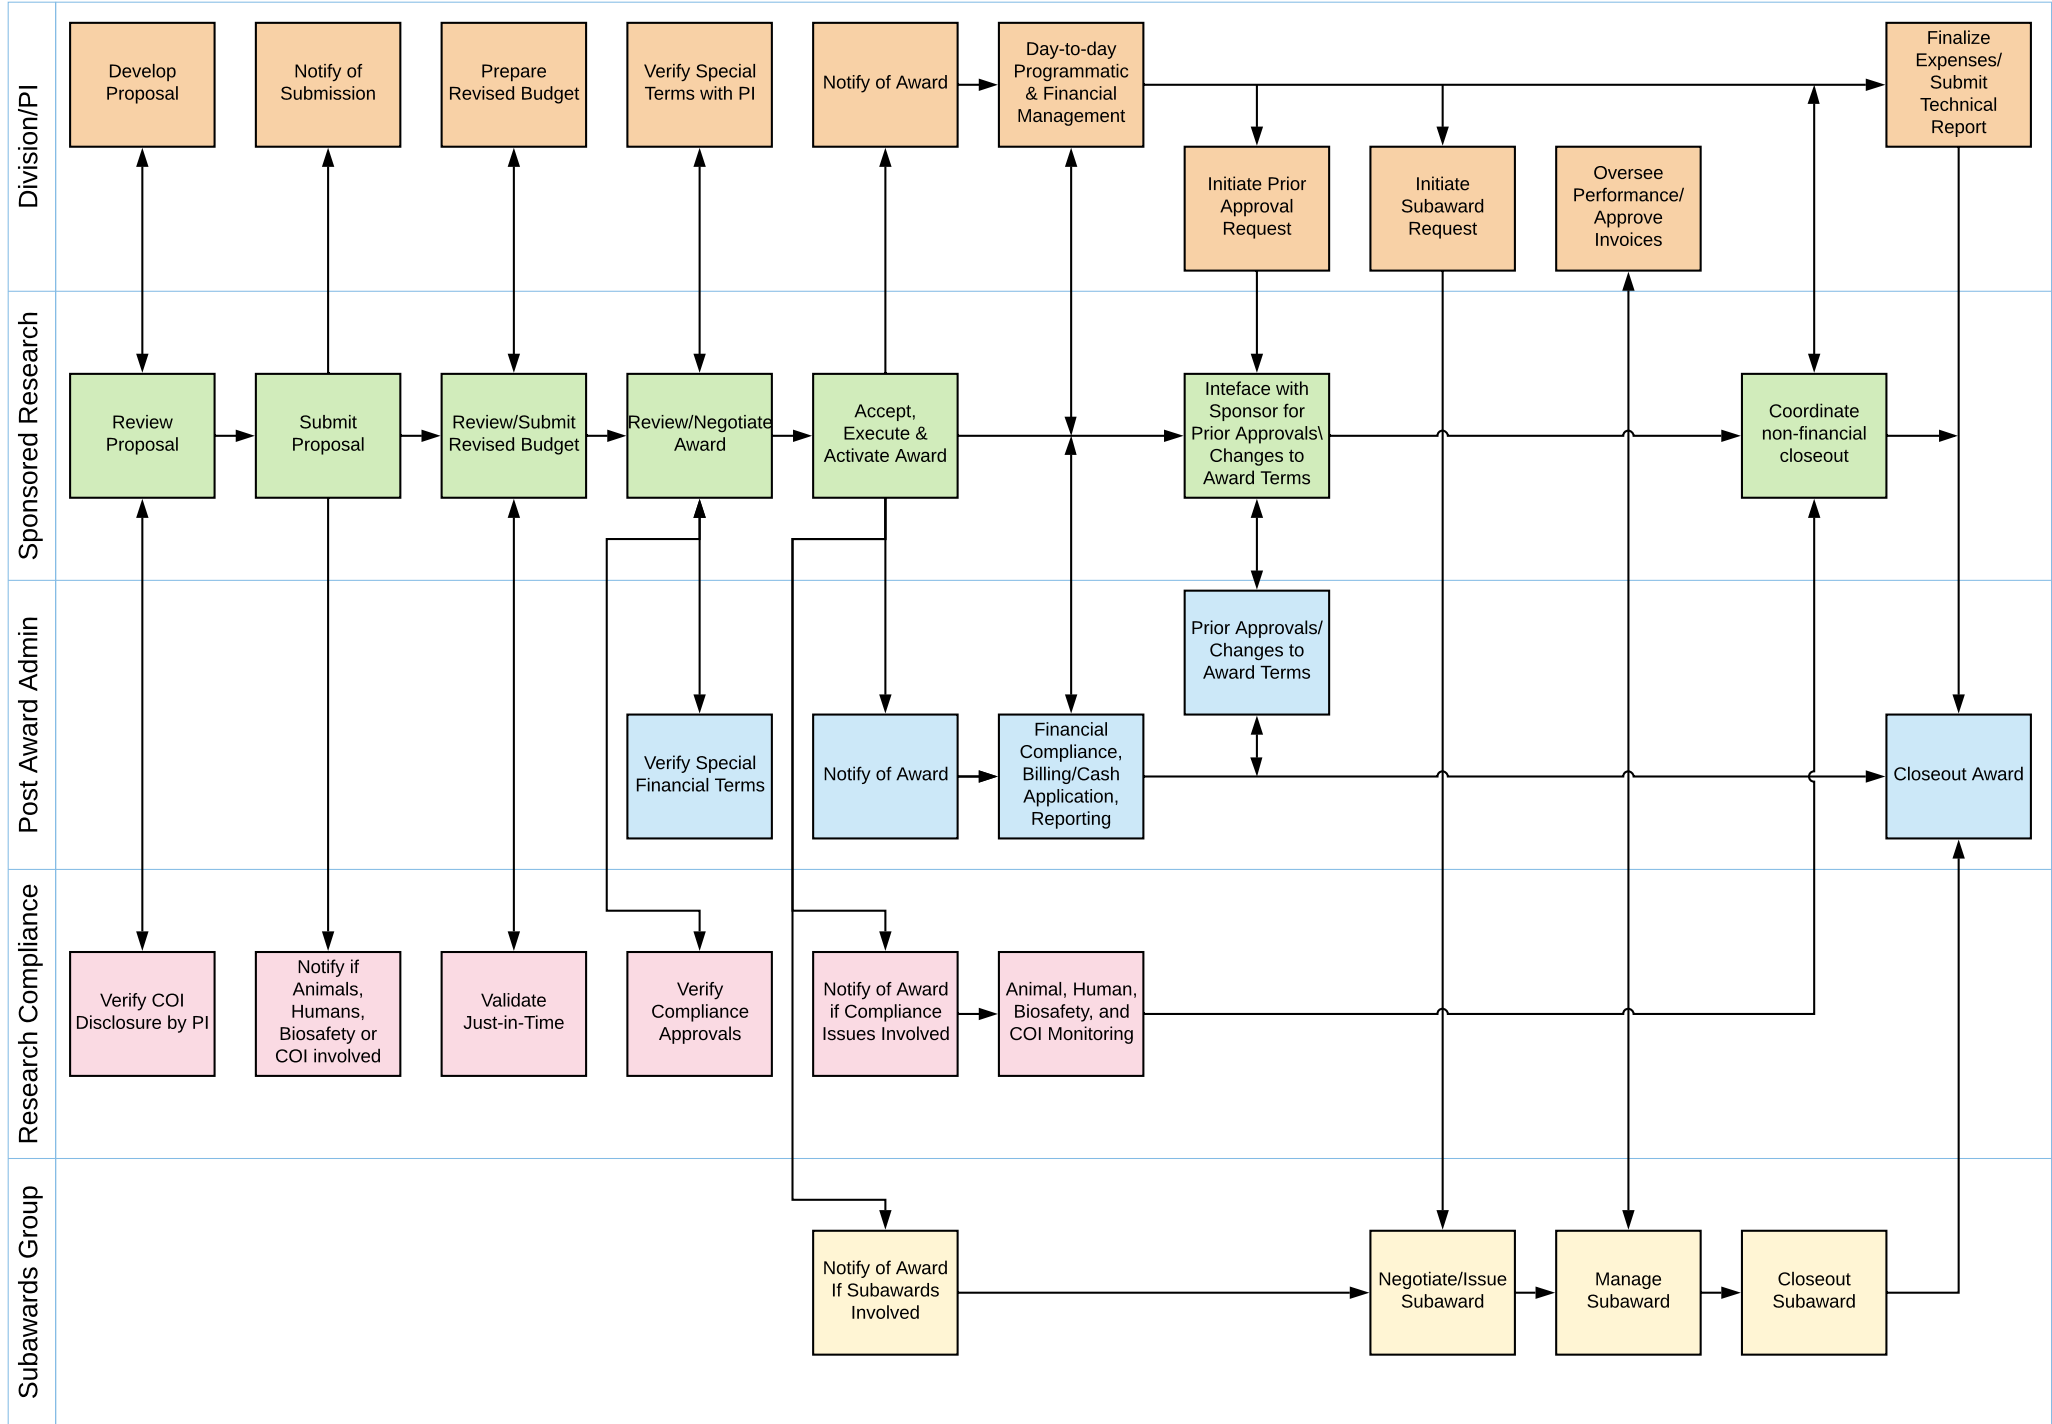 Division/PI
Develop
Proposal
Notify of
Submission
Prepare
Revised Budget
Verify Special
Terms with PI
Notify of Award
Day-to-day
Programmatic
& Financial
Management
Finalize
Expenses/
Submit
Technical
Report
Initiate Prior
Approval
Request
Initiate
Subaward
Request
Oversee
Performance/
Approve
Invoices
Sponsored Research
Review
Proposal
Submit
Proposal
Review/Submit
Revised Budget
Review/Negotiate
Award
Accept,
Execute &
Activate Award
Inteface with
Sponsor for
Prior Approvals\
Changes to
Award Terms
Coordinate
non-financial
closeout
Post Award Admin
Prior Approvals/
Changes to
Award Terms
Verify Special
Financial Terms
Notify of Award
Financial
Compliance,
Billing/Cash
Application,
Reporting
Closeout Award
Research Compliance
Verify COI
Disclosure by PI
Notify if
Animals,
Humans,
Biosafety or
COI involved
Validate
Just-in-Time
Verify
Compliance
Approvals
Notify of Award
if Compliance
Issues Involved
Animal, Human,
Biosafety, and
COI Monitoring
Subawards Group
Notify of Award
If Subawards
Involved
Negotiate/Issue
Subaward
Manage
Subaward
Closeout
Subaward